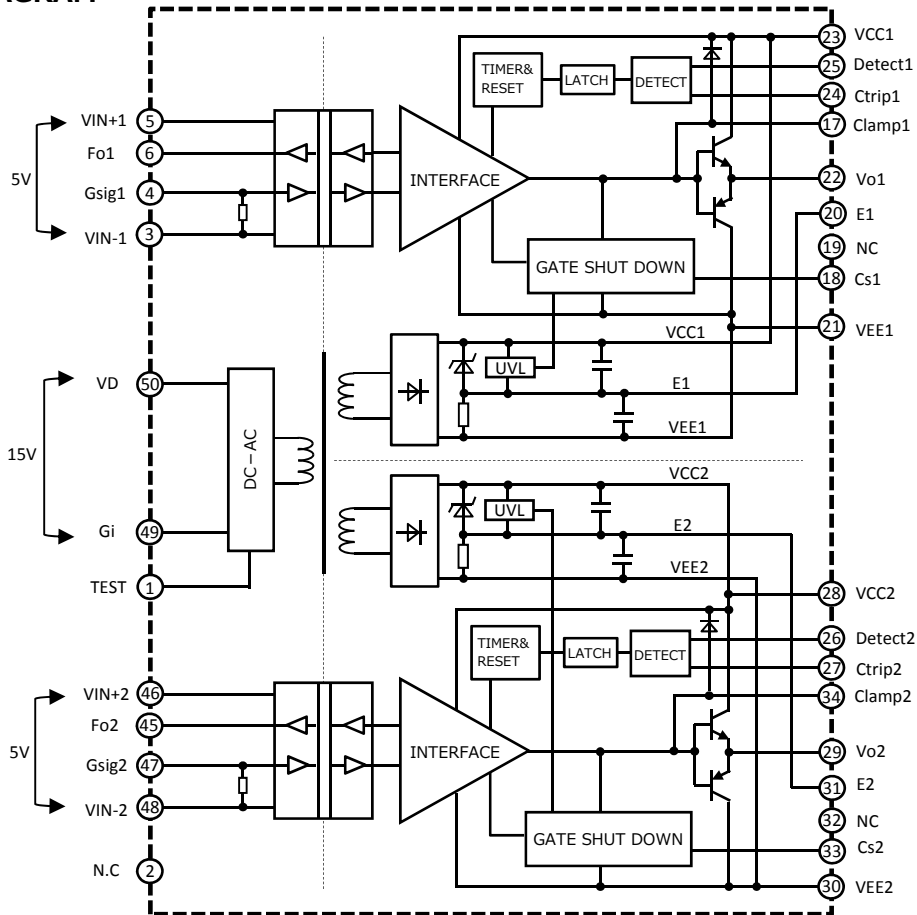 AGRAM
23 VCC1
TIMER& RESET
LATCH
DETECT
25 Detect1
24 Ctrip1
17 Clamp1
VIN+1 5
Fo1 6
5V
Gsig1 4
VIN-1 3
INTERFACE
22 Vo1
20 E1
19 NC
GATE SHUT DOWN
18 Cs1
21 VEE1
VCC1
UVL
E1
VEE1
VD 50
15V
DC-AC
Gi 49
TEST 1
VCC2
UVL
E2
VEE2
28 VCC2
TIMER& RESET
LATCH
DETECT
26 Detect2
27 Ctrip2
34 Clamp2
VIN+2 46
Fo2 45
5V
Gsig2 47
VIN-2 48
INTERFACE
29 Vo2
31 E2
32 NC
GATE SHUT DOWN
33 Cs2
30 VEE2
N.C 2